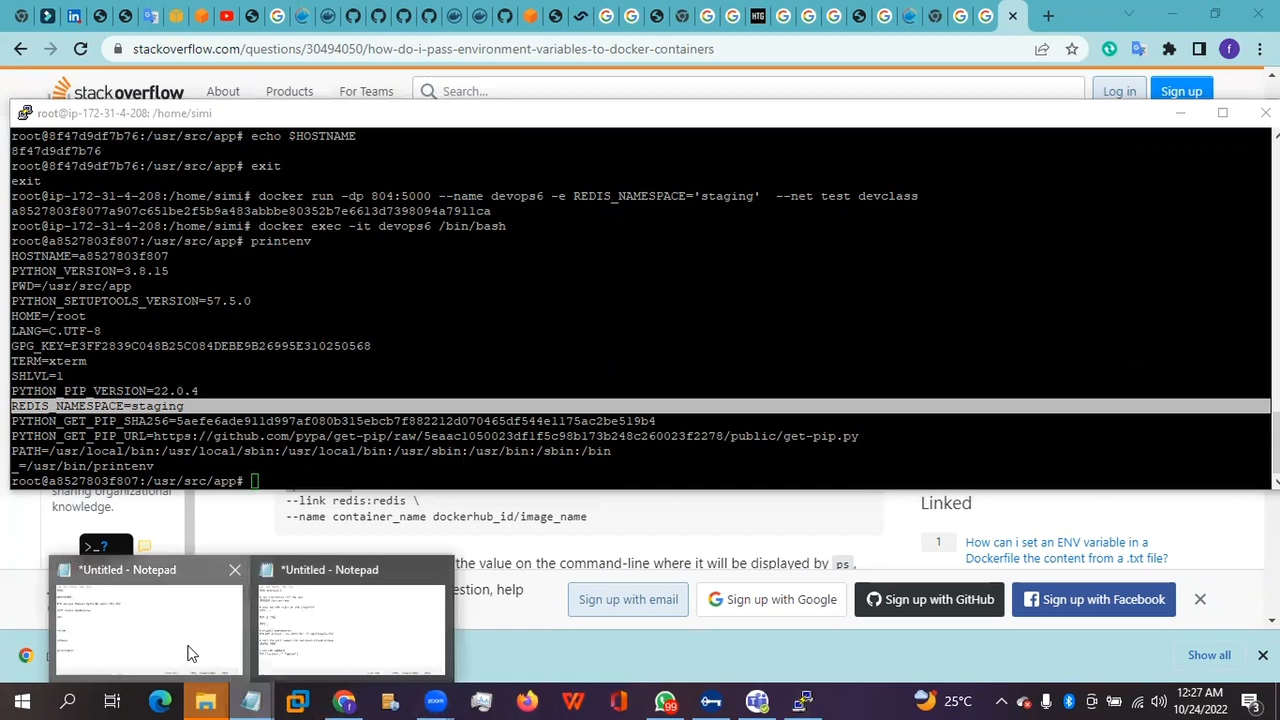 stackoverflow.com/questions/30494050/how-do-i-pass-environment-variables-to-docker-containers
stackoverflow About Products For Teams Search... Log in Sign up
root@ip-172-31-4-208: /home/simi
root@8f47d9df7b76:/usr/src/app# echo $HOSTNAME
8f47d9df7b76
root@8f47d9df7b76:/usr/src/app# exit
exit
root@ip-172-31-4-208:/home/simi# docker run -dp 804:5000 --name devops6 -e REDIS_NAMESPACE='staging'  --net test devclass
a8527803f8077a907c651be2f5b9a483abbbe80352b7e6613d7398094a7911ca
root@ip-172-31-4-208:/home/simi# docker exec -it devops6 /bin/bash
root@a8527803f807:/usr/src/app# printenv
HOSTNAME=a8527803f807
PYTHON_VERSION=3.8.15
PWD=/usr/src/app
PYTHON_SETUPTOOLS_VERSION=57.5.0
HOME=/root
LANG=C.UTF-8
GPG_KEY=E3FF2839C048B25C084DEBE9B26995E310250568
TERM=xterm
SHLVL=1
PYTHON_PIP_VERSION=22.0.4
REDIS_NAMESPACE=staging
PYTHON_GET_PIP_SHA256=5aefe6ade911d997af080b315ebcb7f882212d070465df544e1175ac2be519b4
PYTHON_GET_PIP_URL=https://github.com/pypa/get-pip/raw/5eaac1050023df1f5c98b173b248c260023f2278/public/get-pip.py
PATH=/usr/local/bin:/usr/local/sbin:/usr/local/bin:/usr/sbin:/usr/bin:/sbin:/bin
_=/usr/bin/printenv
root@a8527803f807:/usr/src/app#
sharing organizational
knowledge.
--link redis:redis \
--name container_name dockerhub_id/image_name
Linked
1 How can i set an ENV variable in a
Dockerfile the content from a .txt file?
the value on the command-line where it will be displayed by ps,
*Untitled - Notepad
*Untitled - Notepad
Sign up with email Sign up with Google Sign up with GitHub Sign up with Facebook
Show all
99 zoom 25°C 12:27 AM
10/24/2022 3